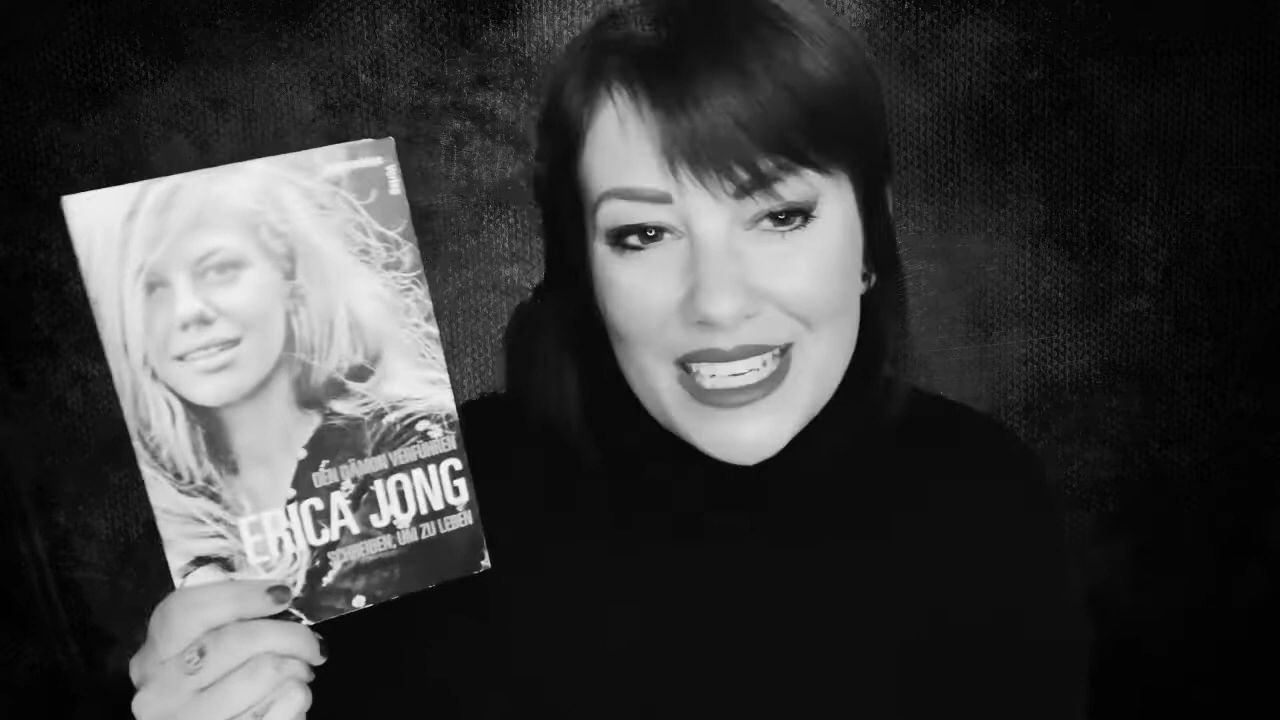 DEN DÄMON VERFÜHREN
ERICA JONG
SCHREIBEN, UM ZU LEBEN